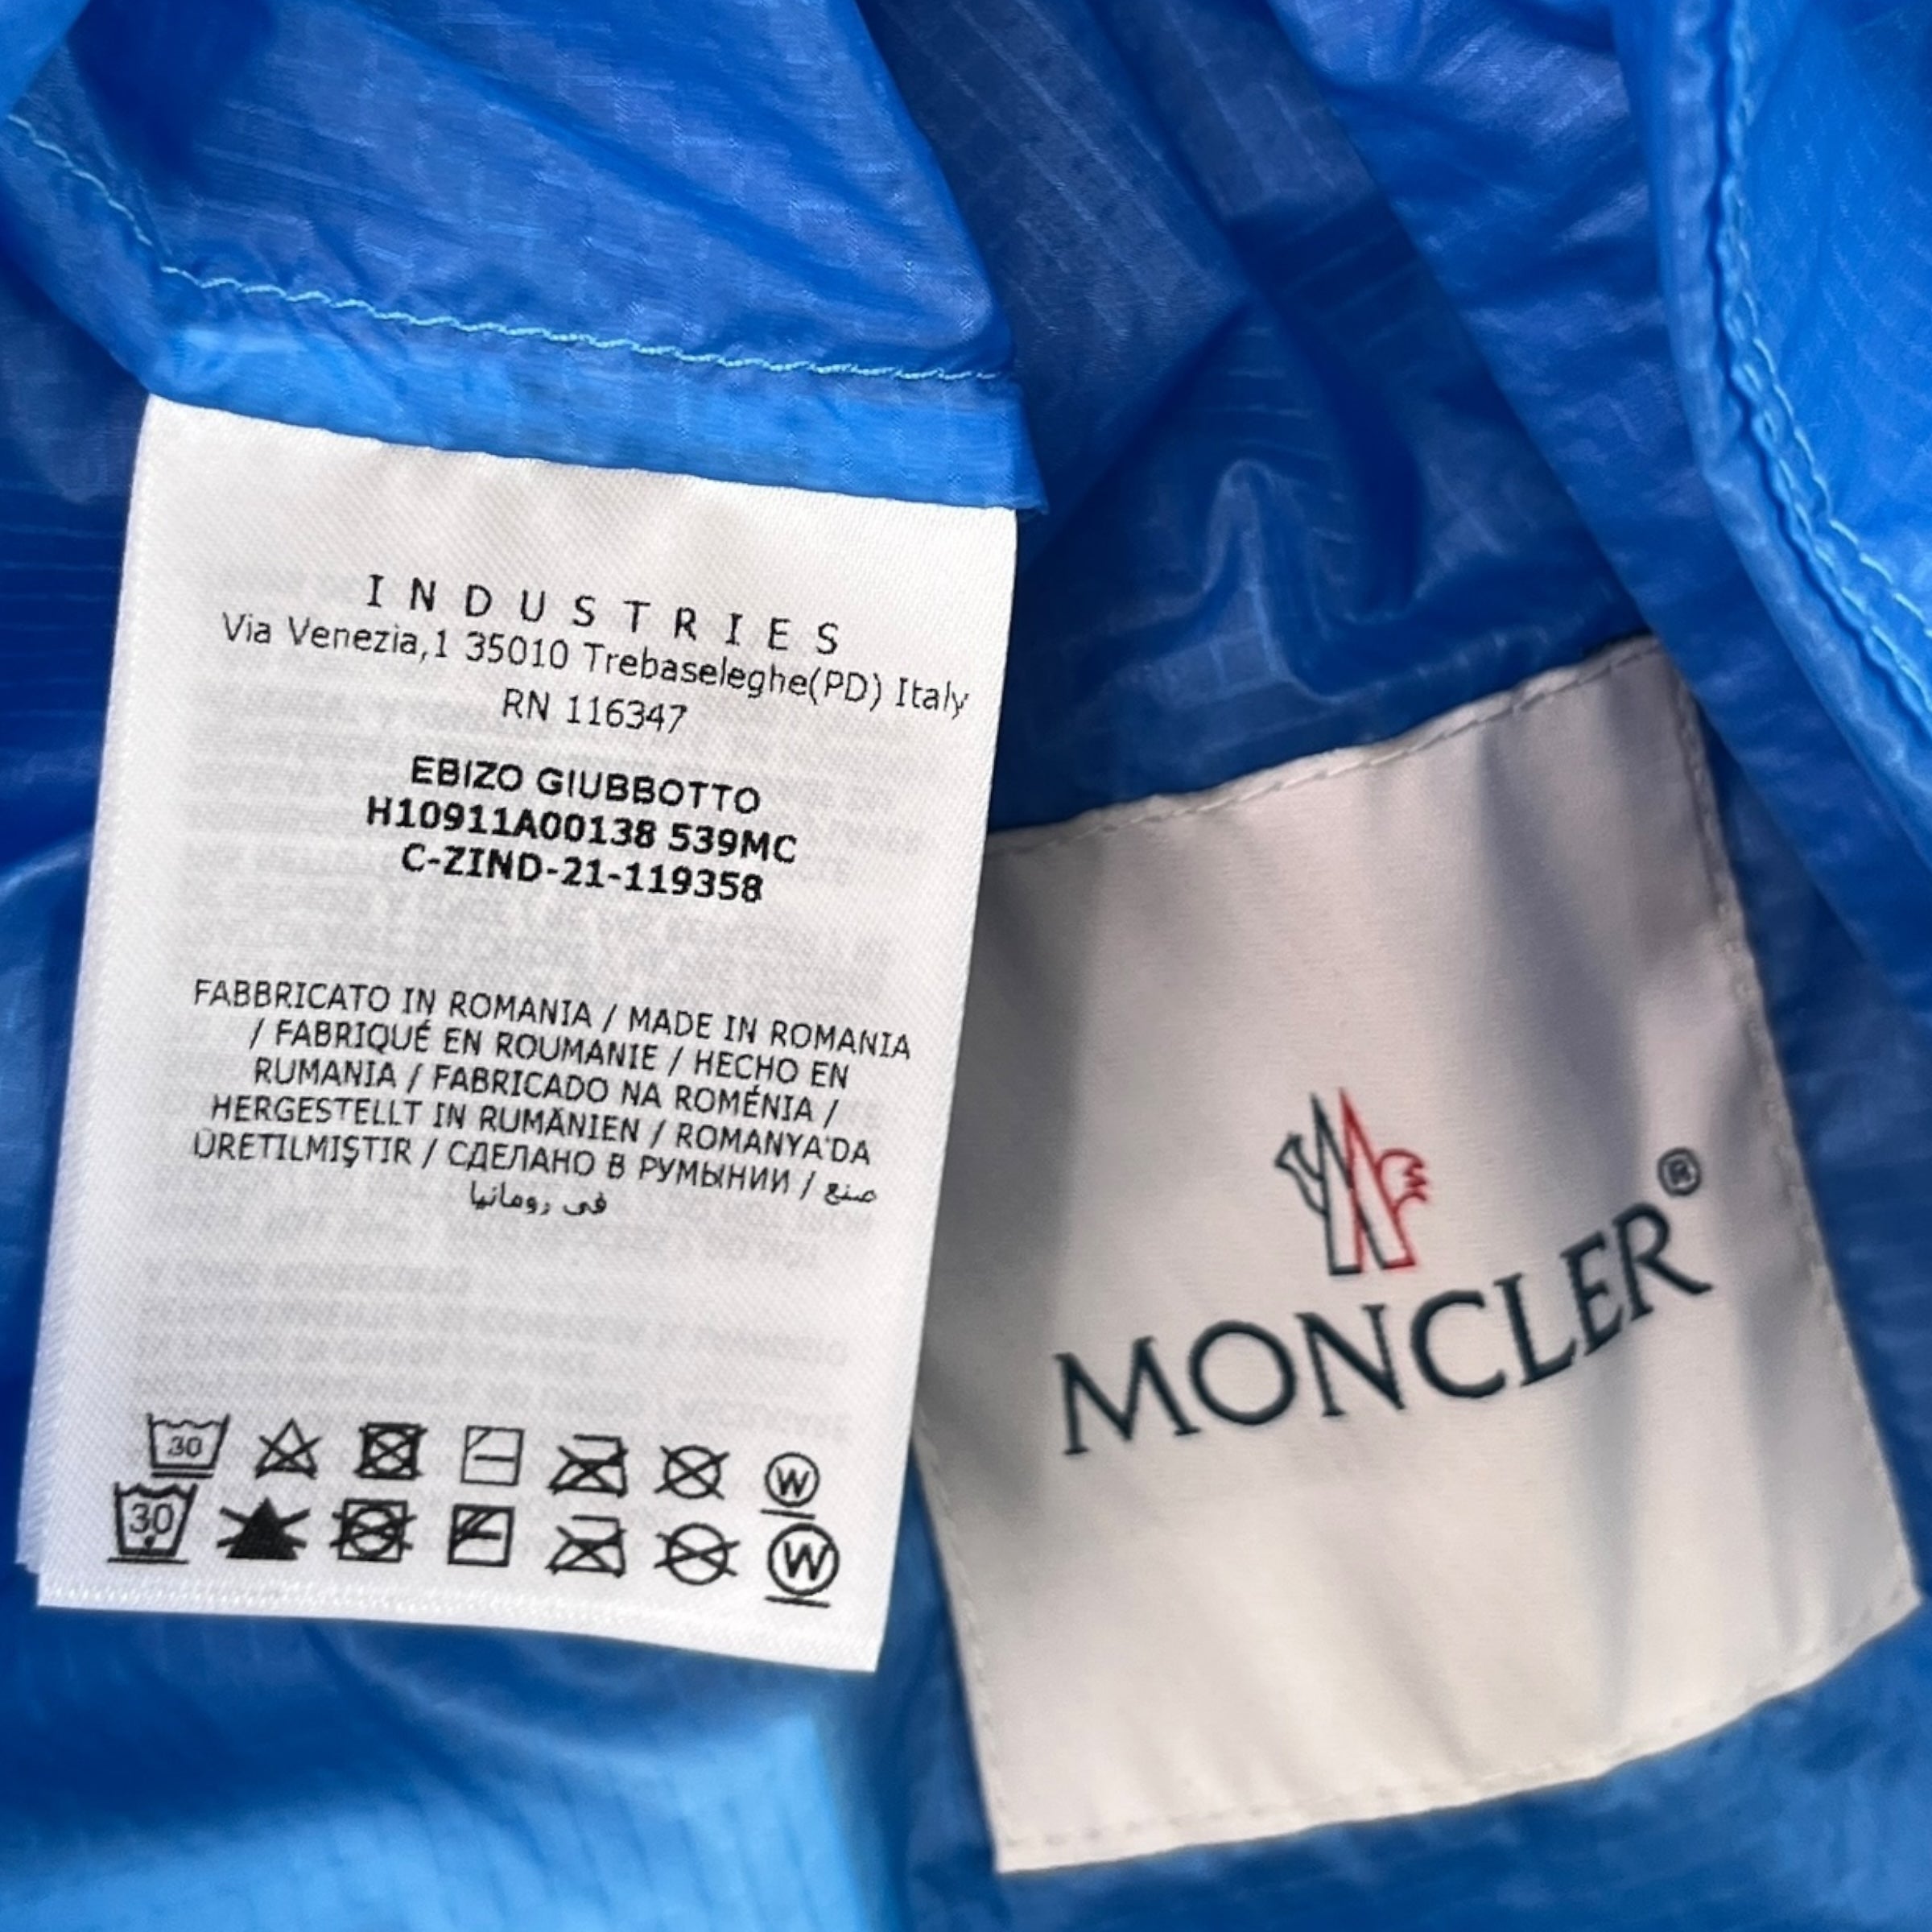 INDUSTRIES
Via Venezia,1 35010 Trebaseleghe(PD) Italy
RN 116347
EBIZO GIUBBOTTO
H10911A00138 539MC
C-ZIND-21-119358
FABBRICATO IN ROMANIA / MADE IN ROMANIA
/ FABRIQUÉ EN ROUMANIE / HECHO EN
RUMANIA / FABRICADO NA ROMÉNIA /
HERGESTELLT IN RUMÄNIEN / ROMANYA'DA
ÜRETILMIŞTIR / СДЕЛАНО В РУМЫНИИ / صنع
في رومانيا
30 W
30 W
MONCLER®